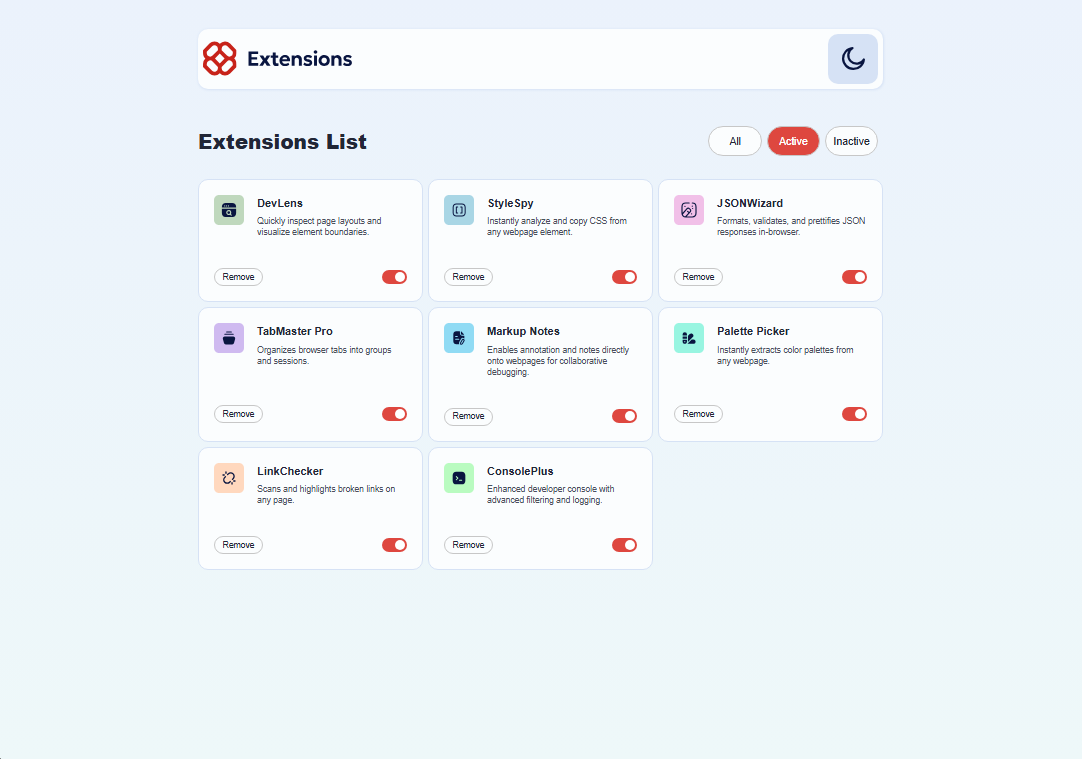 Extensions
Extensions List
All
Active
Inactive
DevLens
Quickly inspect page layouts and
visualize element boundaries.
Remove
StyleSpy
Instantly analyze and copy CSS from
any webpage element.
Remove
JSONWizard
Formats, validates, and prettifies JSON
responses in-browser.
Remove
TabMaster Pro
Organizes browser tabs into groups
and sessions.
Remove
Markup Notes
Enables annotation and notes directly
onto webpages for collaborative
debugging.
Remove
Palette Picker
Instantly extracts color palettes from
any webpage.
Remove
LinkChecker
Scans and highlights broken links on
any page.
Remove
ConsolePlus
Enhanced developer console with
advanced filtering and logging.
Remove